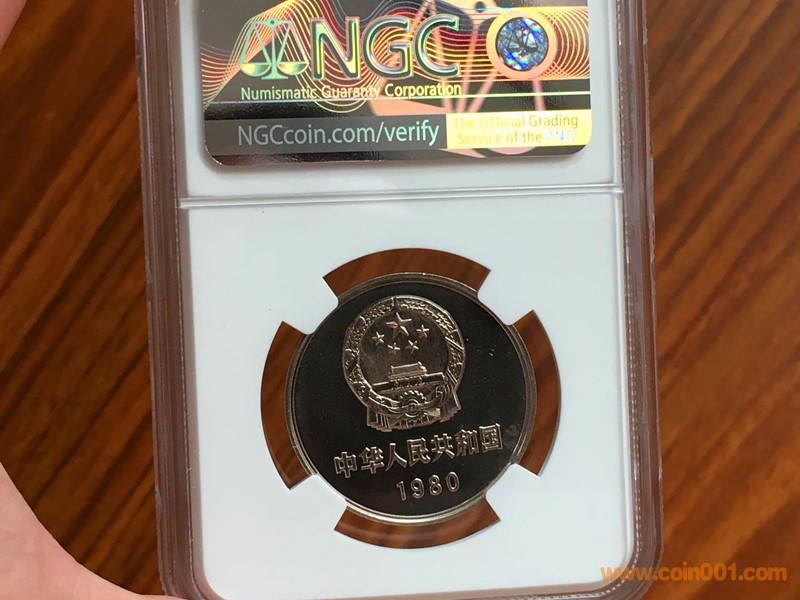 NGC
Numismatic Guaranty Corporation
NGCcoin.com/verify
The Official Grading
Service of the ANA
中华人民共和国
1980
www.coin001.com